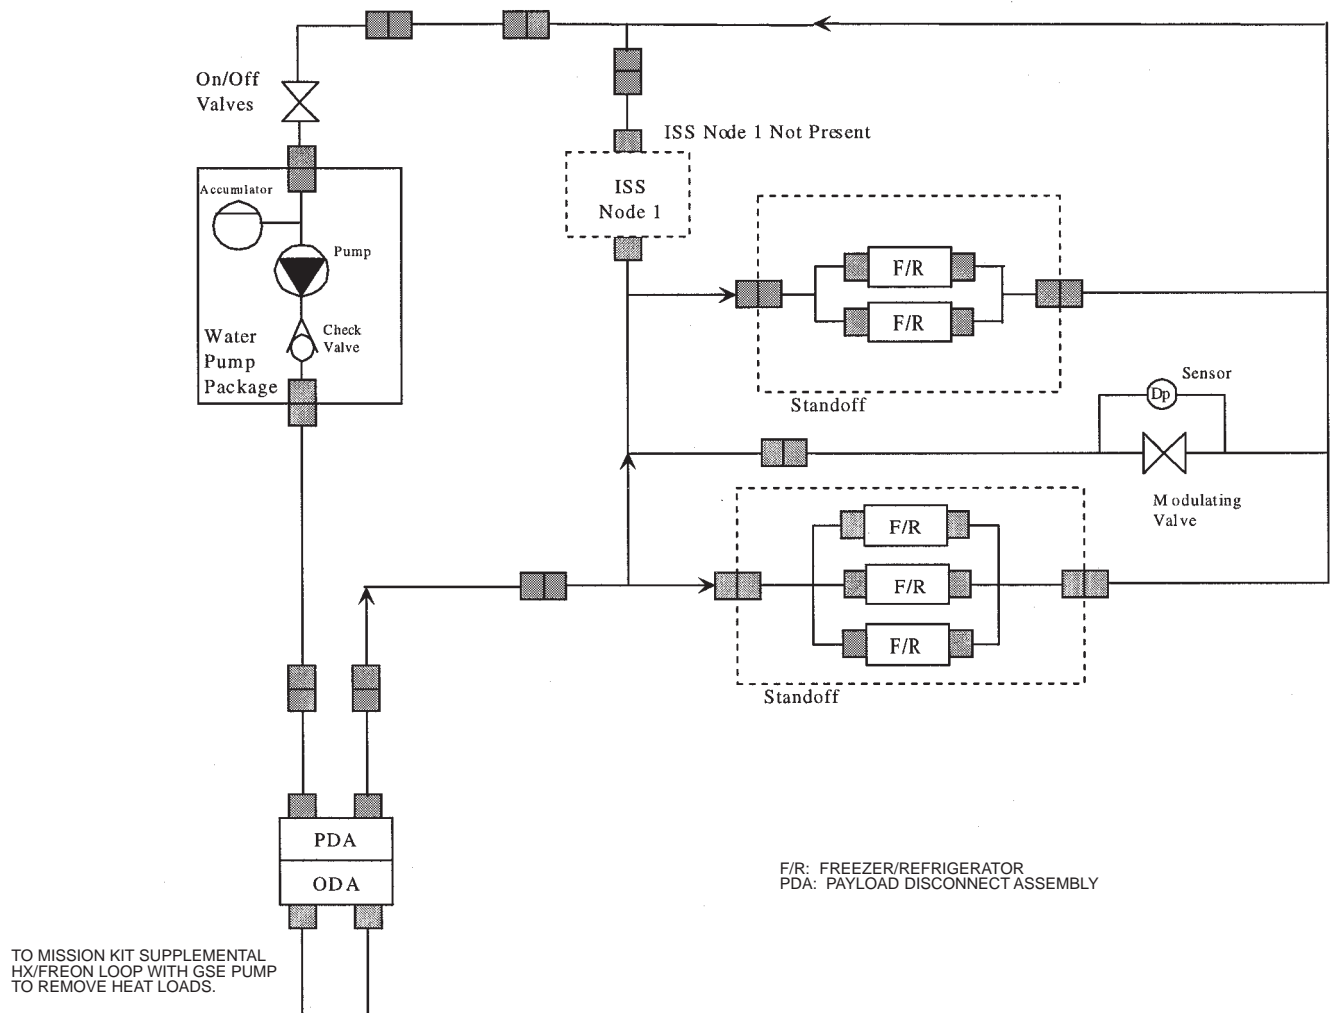 On/Off
Valves
ISS Node 1 Not Present
ISS
Node 1
Accumulator
Pump
Check
Valve
Water
Pump
Package
F/R
F/R
Standoff
Sensor
Dp
Modulating
Valve
F/R
F/R
F/R
Standoff
PDA
ODA
F/R: FREEZER/REFRIGERATOR
PDA: PAYLOAD DISCONNECT ASSEMBLY
TO MISSION KIT SUPPLEMENTAL
HX/FREON LOOP WITH GSE PUMP
TO REMOVE HEAT LOADS.